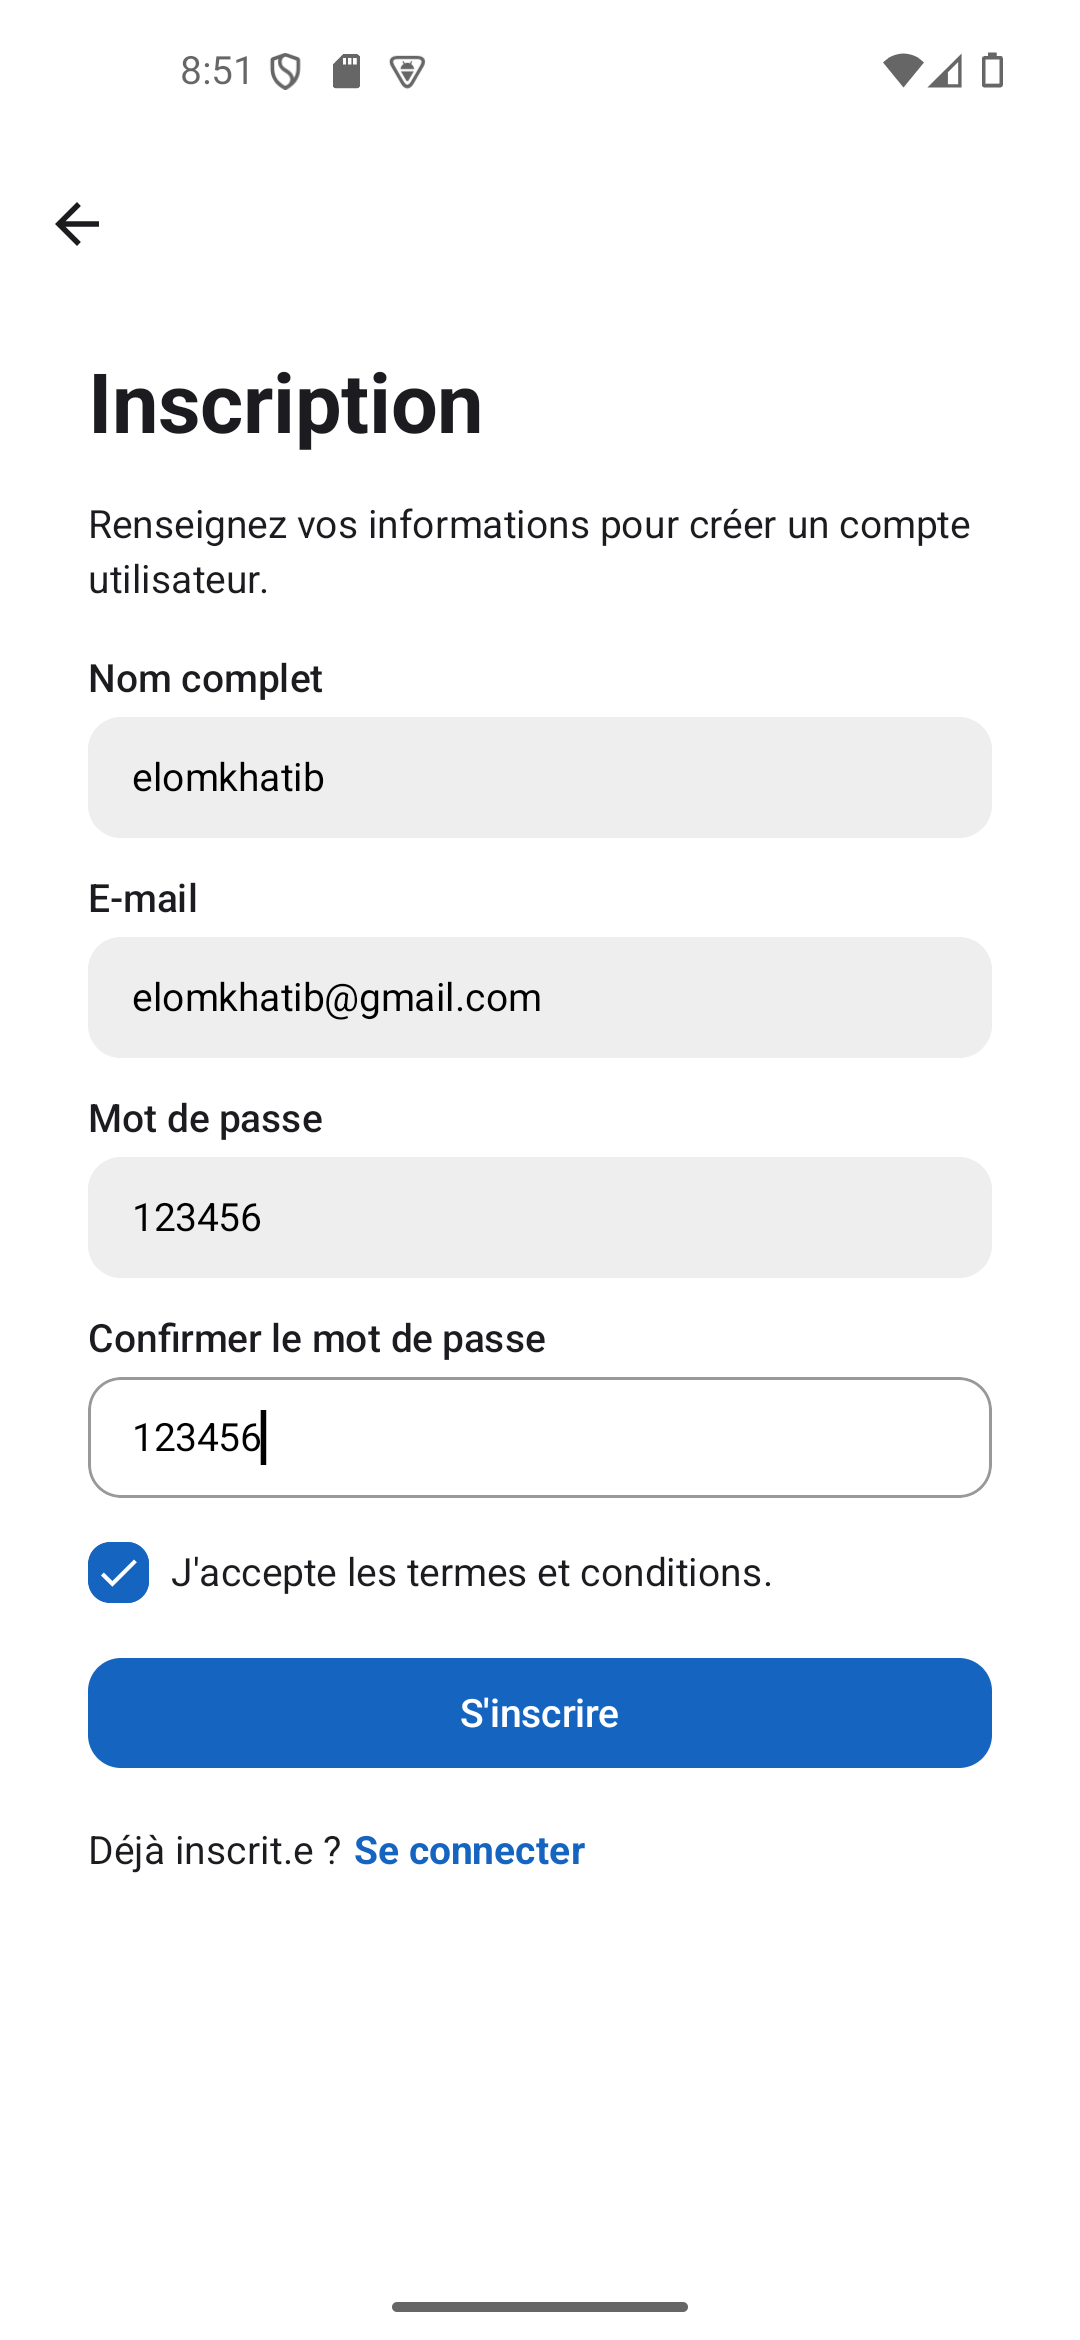 8:51
Inscription
Renseignez vos informations pour créer un compte
utilisateur.
Nom complet
elomkhatib
E-mail
elomkhatib@gmail.com
Mot de passe
123456
Confirmer le mot de passe
123456
J'accepte les termes et conditions.
S'inscrire
Déjà inscrit.e ? Se connecter